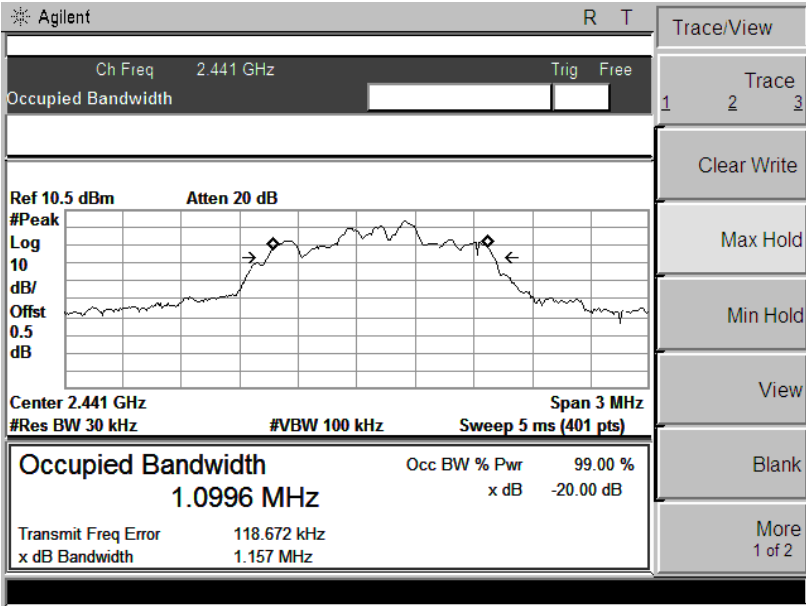 Agilent R T
Ch Freq 2.441 GHz Trig Free
Occupied Bandwidth
Ref 10.5 dBm Atten 20 dB
#Peak
Log
10
dB/
Offst
0.5
dB
Center 2.441 GHz Span 3 MHz
#Res BW 30 kHz #VBW 100 kHz Sweep 5 ms (401 pts)
Occupied Bandwidth Occ BW % Pwr 99.00 %
1.0996 MHz x dB -20.00 dB
Transmit Freq Error 118.672 kHz
x dB Bandwidth 1.157 MHz
Trace/View
Trace
1 2 3
Clear Write
Max Hold
Min Hold
View
Blank
More
1 of 2